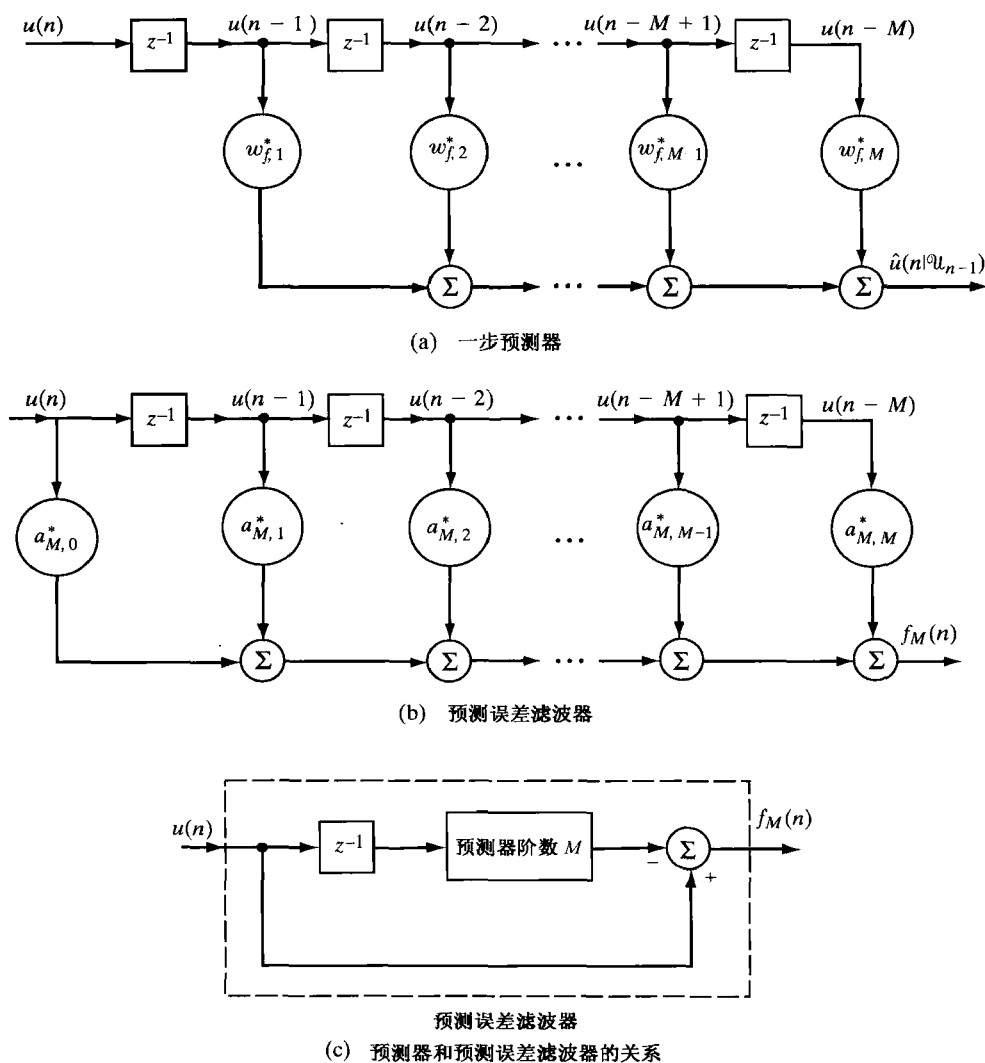 u(n) z⁻¹ u(n − 1) z⁻¹ u(n − 2) ··· u(n − M + 1) z⁻¹ u(n − M)
w*_{f,1} w*_{f,2} ··· w*_{f,M-1} w*_{f,M}
Σ ··· Σ Σ û(n|𝒰_{n−1})
(a) 一步预测器
u(n) z⁻¹ u(n − 1) z⁻¹ u(n − 2) ··· u(n − M + 1) z⁻¹ u(n − M)
a*_{M,0} a*_{M,1} a*_{M,2} ··· a*_{M,M−1} a*_{M,M}
Σ Σ ··· Σ Σ f_M(n)
(b) 预测误差滤波器
u(n) z⁻¹ 预测器阶数 M − Σ + f_M(n)
预测误差滤波器
(c) 预测器和预测误差滤波器的关系